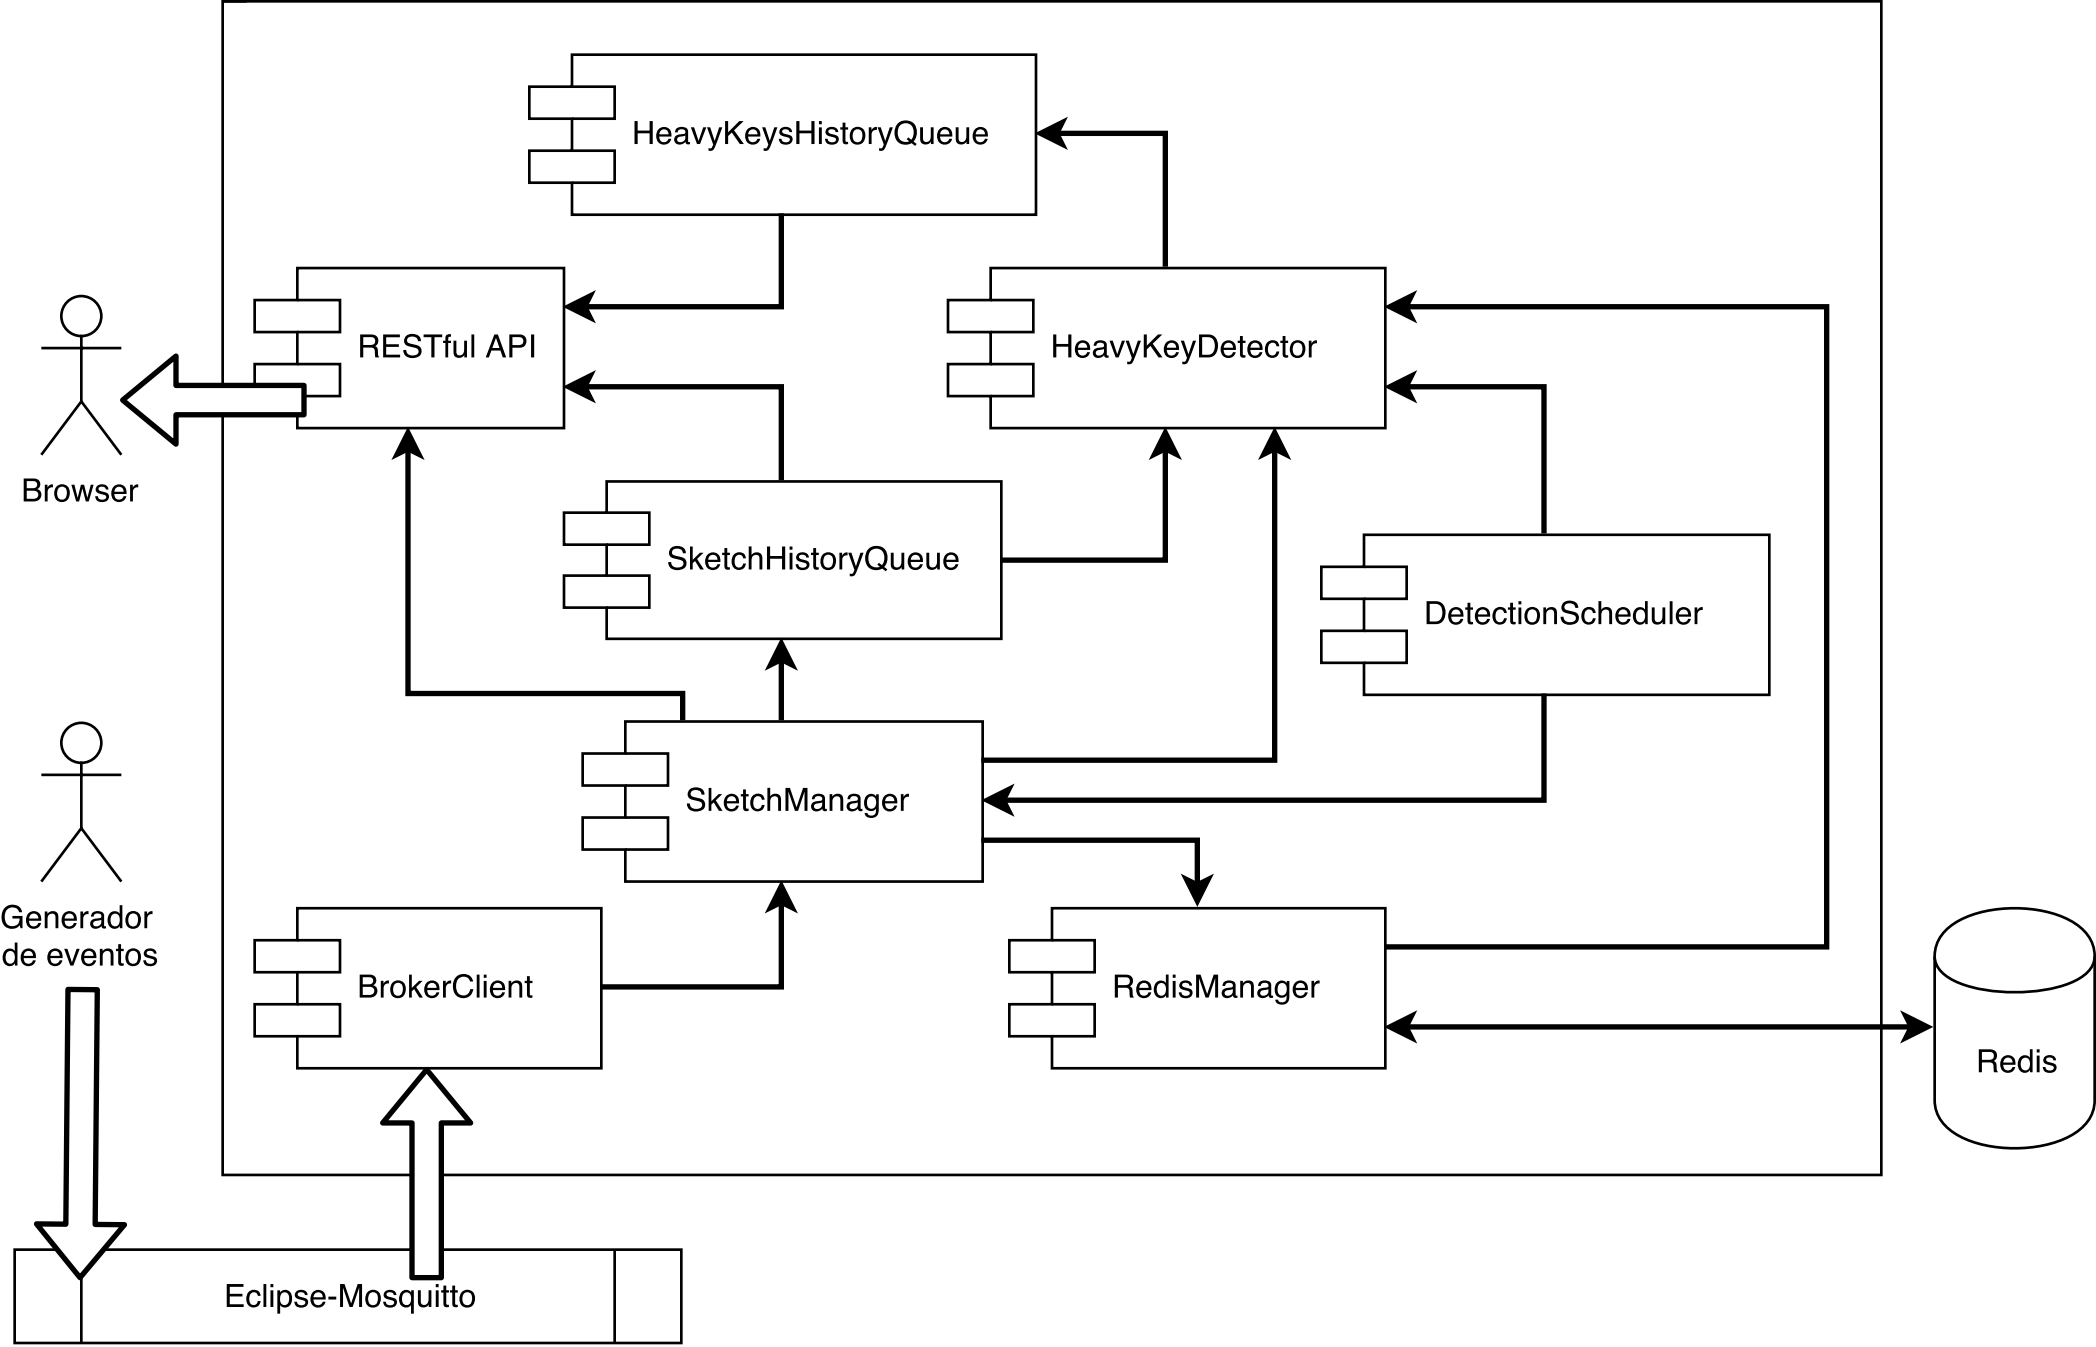 HeavyKeysHistoryQueue
RESTful API
HeavyKeyDetector
Browser
SketchHistoryQueue
DetectionScheduler
SketchManager
Generador
de eventos
BrokerClient
RedisManager
Redis
Eclipse-Mosquitto